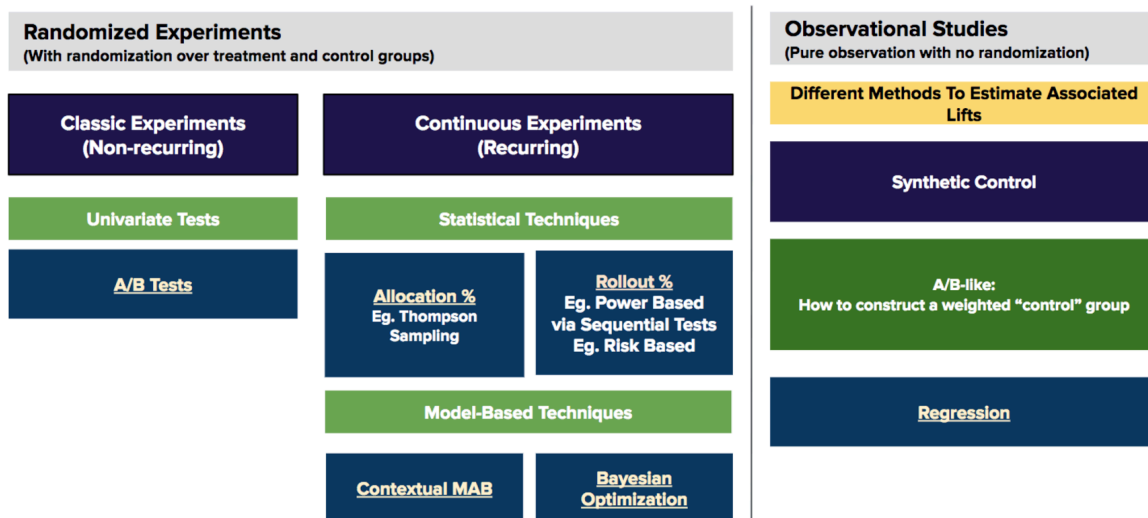 Randomized Experiments
(With randomization over treatment and control groups)
Classic Experiments
(Non-recurring)
Univariate Tests
A/B Tests
Continuous Experiments
(Recurring)
Statistical Techniques
Allocation %
Eg. Thompson
Sampling
Rollout %
Eg. Power Based
via Sequential Tests
Eg. Risk Based
Model-Based Techniques
Contextual MAB
Bayesian
Optimization
Observational Studies
(Pure observation with no randomization)
Different Methods To Estimate Associated
Lifts
Synthetic Control
A/B-like:
How to construct a weighted “control” group
Regression